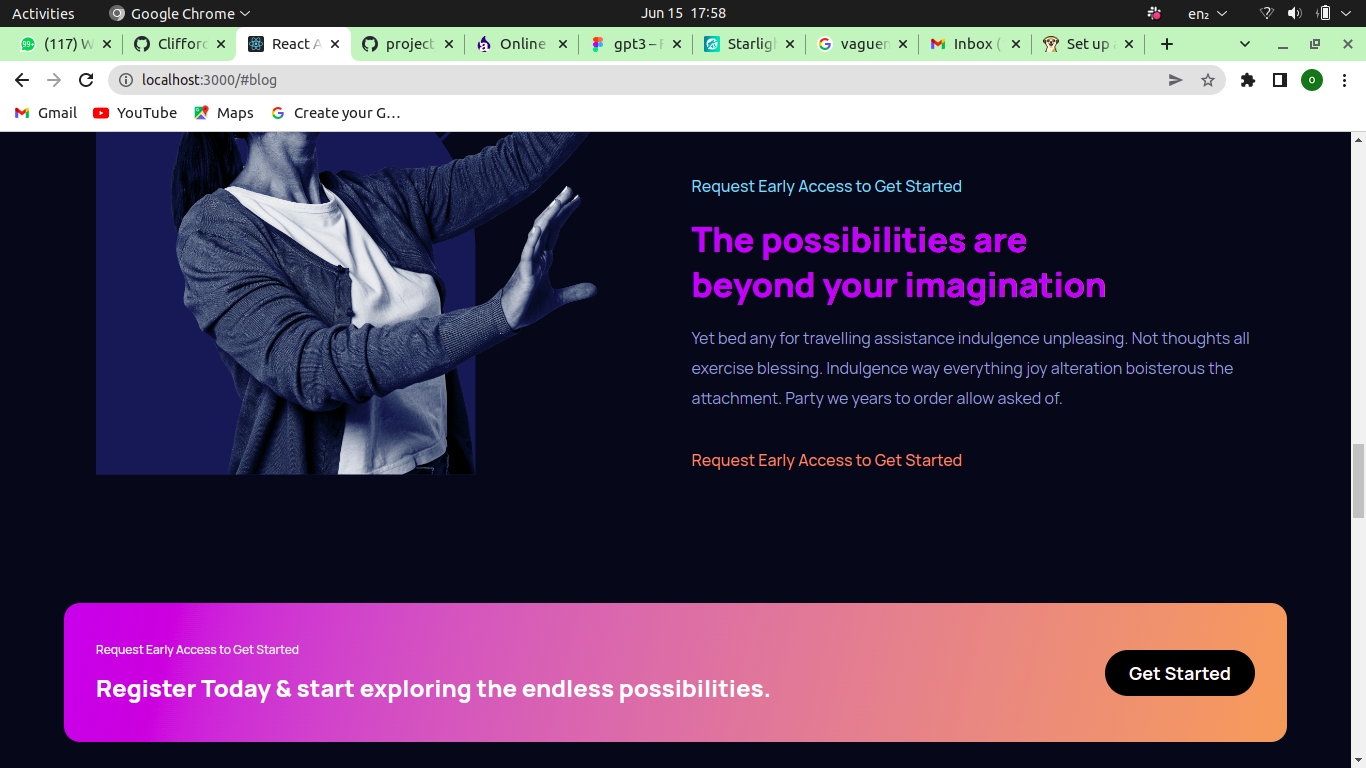 Activities
Google Chrome
Jun 15 17:58
en₂
(117) W
Clifford
React A
project
Online
gpt3 – F
Starligh
vaguen
Inbox (
Set up a
localhost:3000/#blog
o
Gmail
YouTube
Maps
Create your G…
Request Early Access to Get Started
The possibilities are
beyond your imagination
Yet bed any for travelling assistance indulgence unpleasing. Not thoughts all
exercise blessing. Indulgence way everything joy alteration boisterous the
attachment. Party we years to order allow asked of.
Request Early Access to Get Started
Request Early Access to Get Started
Register Today & start exploring the endless possibilities.
Get Started